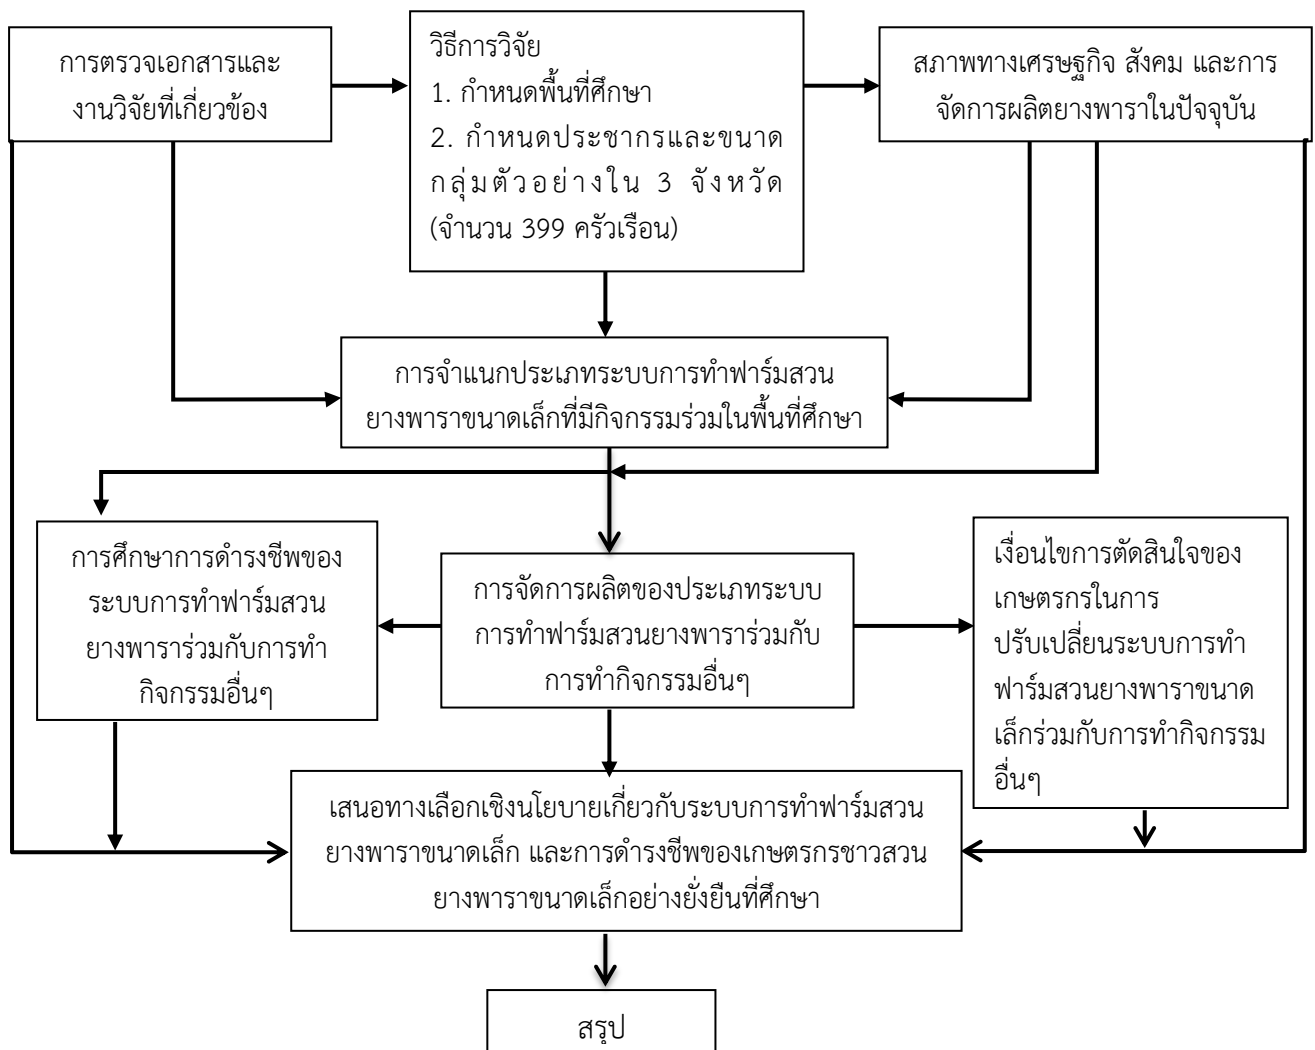 การตรวจเอกสารและ
งานวิจัยที่เกี่ยวข้อง
วิธีการวิจัย
1. กำหนดพื้นที่ศึกษา
2. กำหนดประชากรและขนาด
กลุ่มตัวอย่างใน 3 จังหวัด
(จำนวน 399 ครัวเรือน)
สภาพทางเศรษฐกิจ สังคม และการ
จัดการผลิตยางพาราในปัจจุบัน
การจำแนกประเภทระบบการทำฟาร์มสวน
ยางพาราขนาดเล็กที่มีกิจกรรมร่วมในพื้นที่ศึกษา
การศึกษาการดำรงชีพของ
ระบบการทำฟาร์มสวน
ยางพาราร่วมกับการทำ
กิจกรรมอื่นๆ
การจัดการผลิตของประเภทระบบ
การทำฟาร์มสวนยางพาราร่วมกับ
การทำกิจกรรมอื่นๆ
เงื่อนไขการตัดสินใจของ
เกษตรกรในการ
ปรับเปลี่ยนระบบการทำ
ฟาร์มสวนยางพาราขนาด
เล็กร่วมกับการทำกิจกรรม
อื่นๆ
เสนอทางเลือกเชิงนโยบายเกี่ยวกับระบบการทำฟาร์มสวน
ยางพาราขนาดเล็ก และการดำรงชีพของเกษตรกรชาวสวน
ยางพาราขนาดเล็กอย่างยั่งยืนที่ศึกษา
สรุป